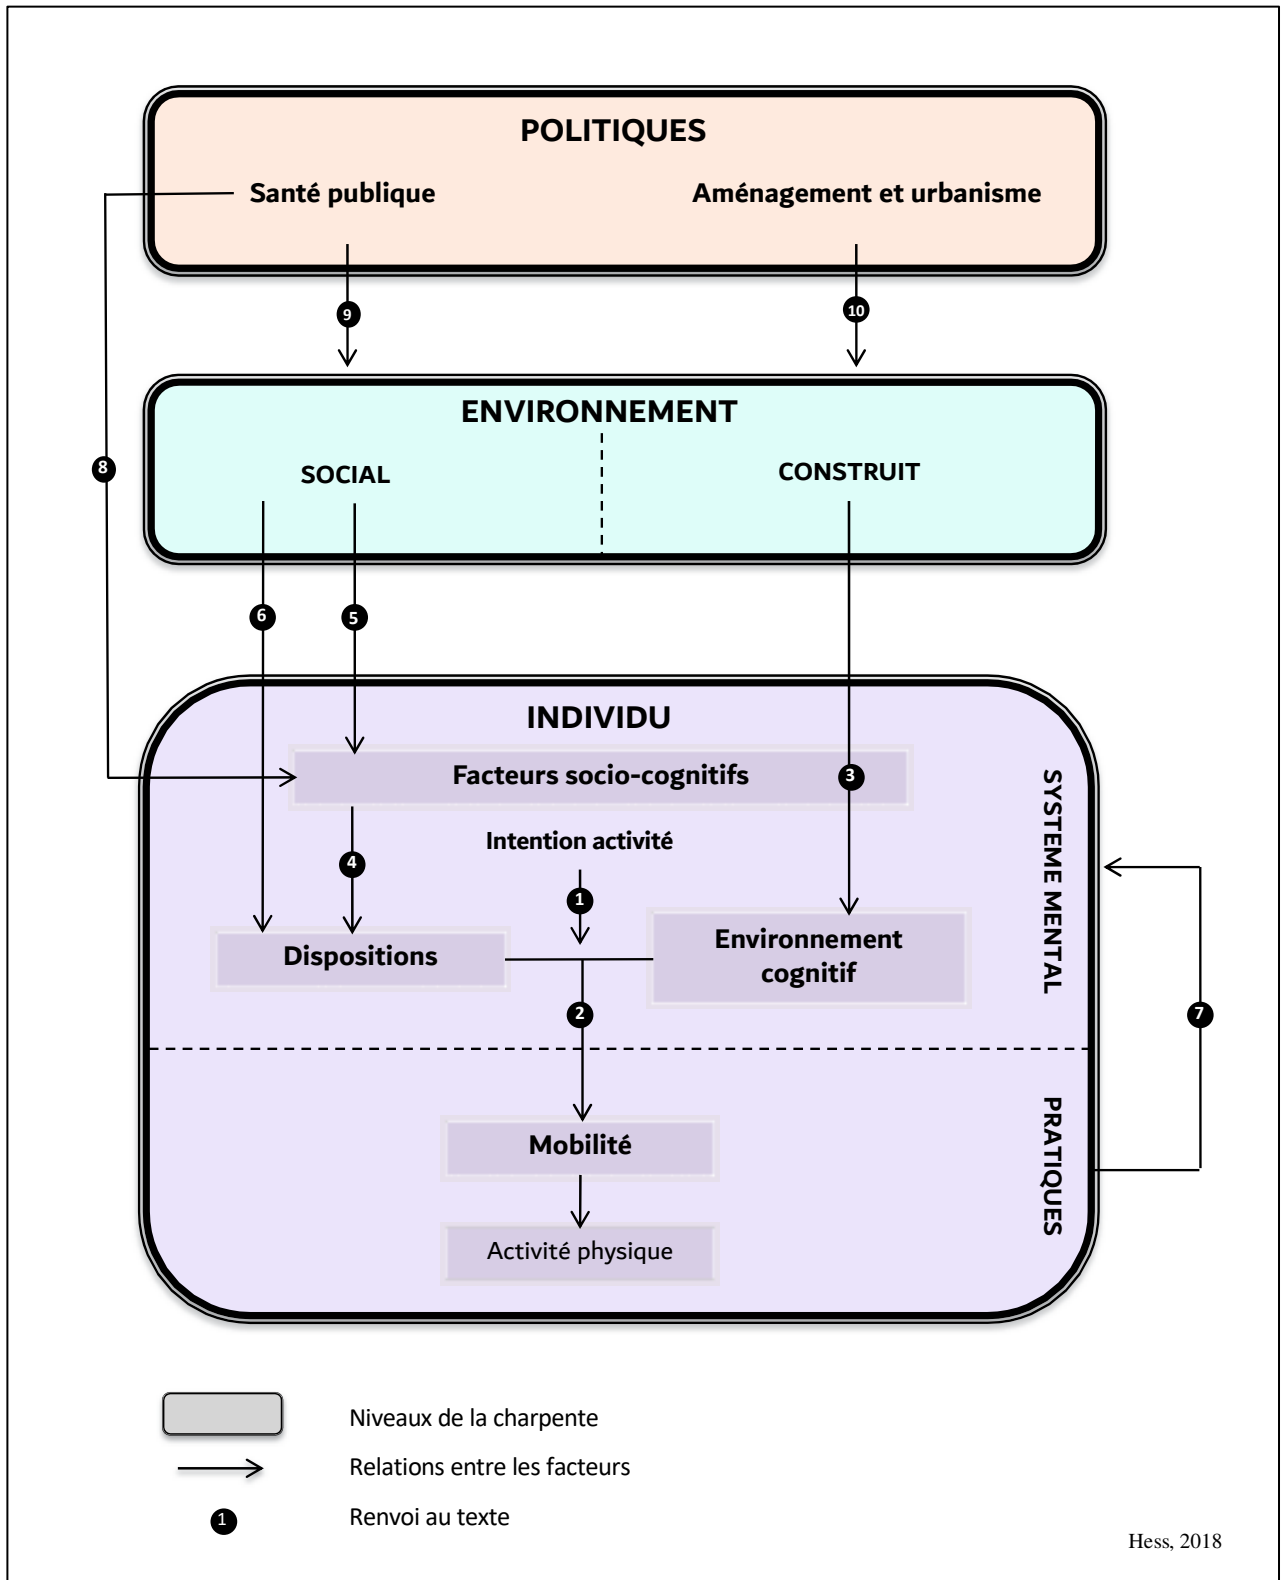 POLITIQUES
Santé publique
Aménagement et urbanisme
9
10
ENVIRONNEMENT
8
SOCIAL
CONSTRUIT
6
5
INDIVIDU
Facteurs socio-cognitifs
3
SYSTEME MENTAL
Intention activité
4
1
Dispositions
Environnement
cognitif
2
7
PRATIQUES
Mobilité
Activité physique
Niveaux de la charpente
Relations entre les facteurs
1
Renvoi au texte
Hess, 2018